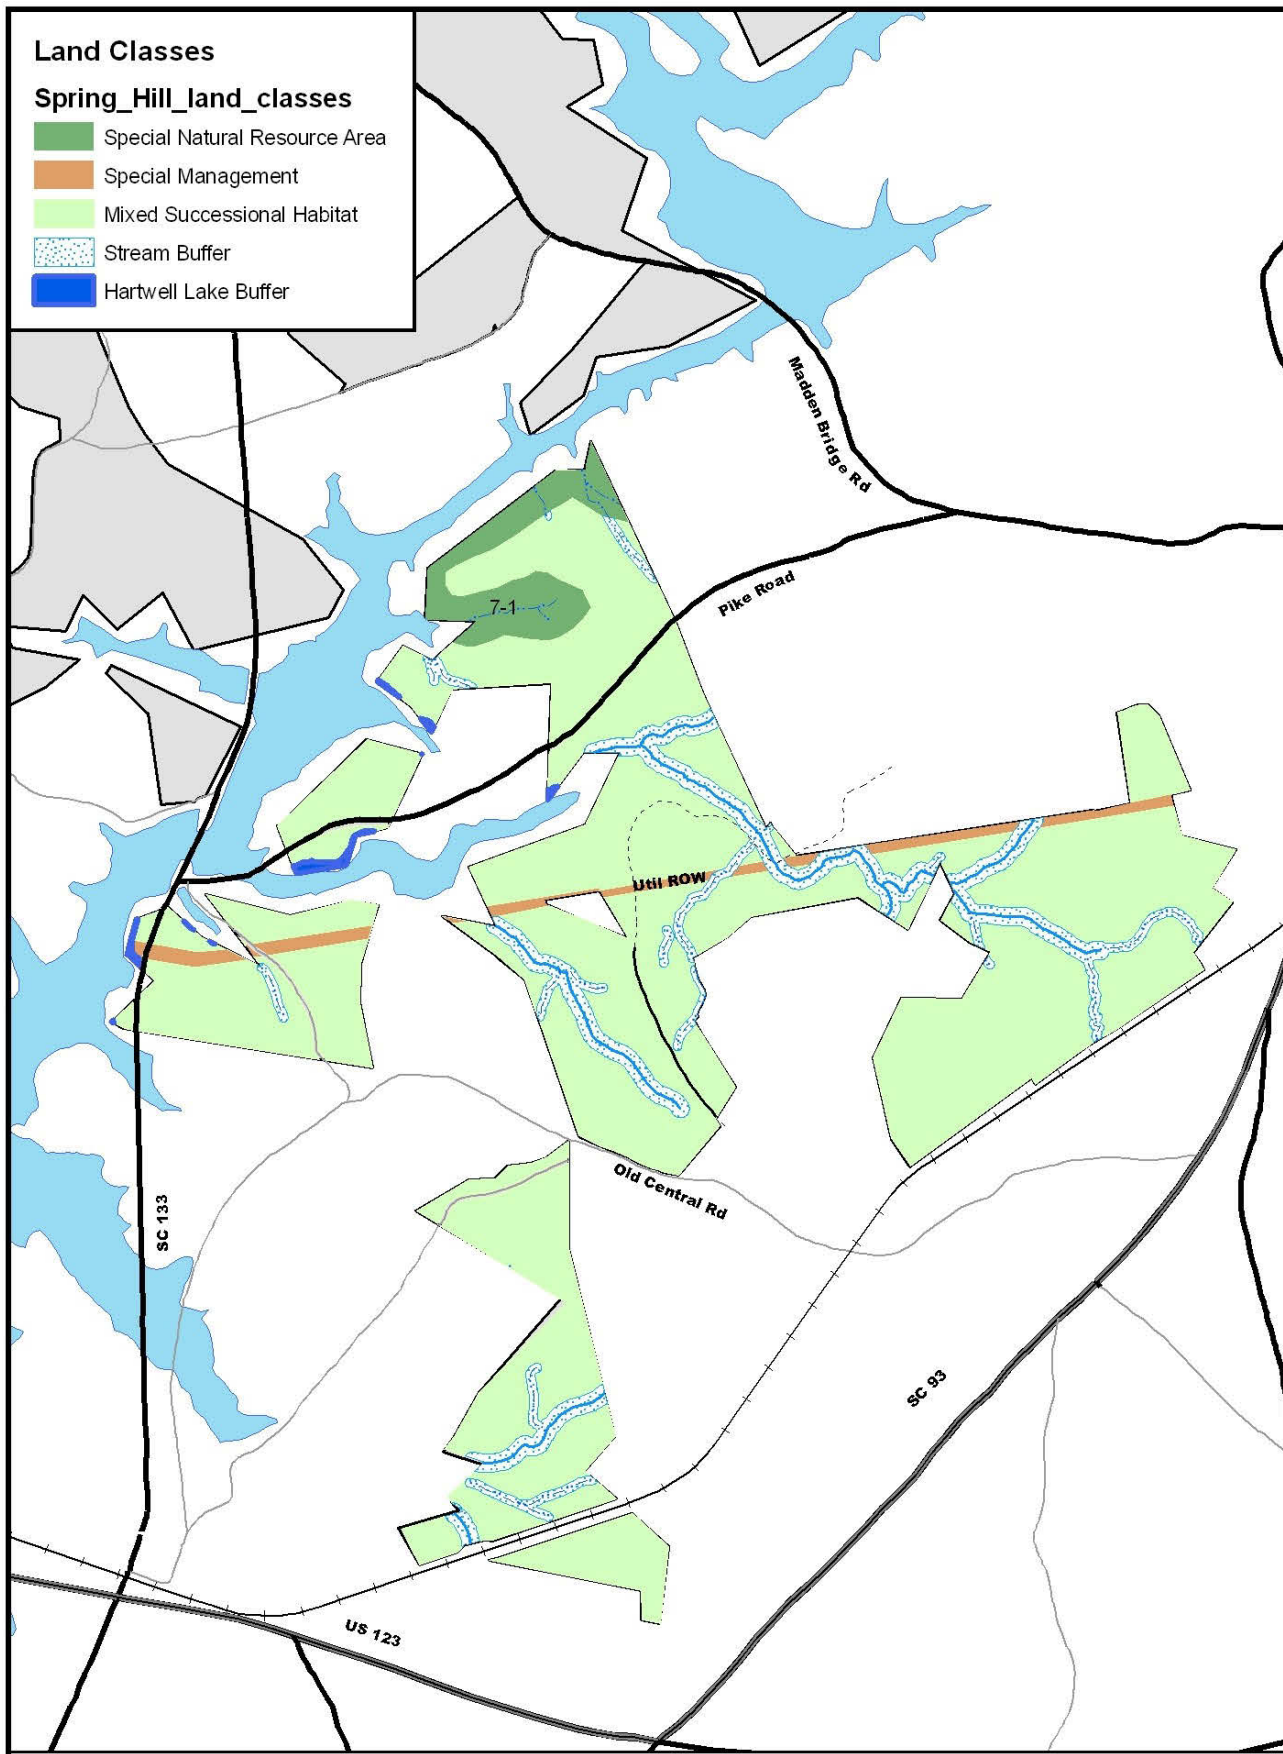 Land Classes
Spring_Hill_land_classes
Special Natural Resource Area
Special Management
Mixed Successional Habitat
Stream Buffer
Hartwell Lake Buffer
Madden Bridge Rd
Pike Road
7-1
Util ROW
Old Central Rd
SC 133
SC 93
US 123